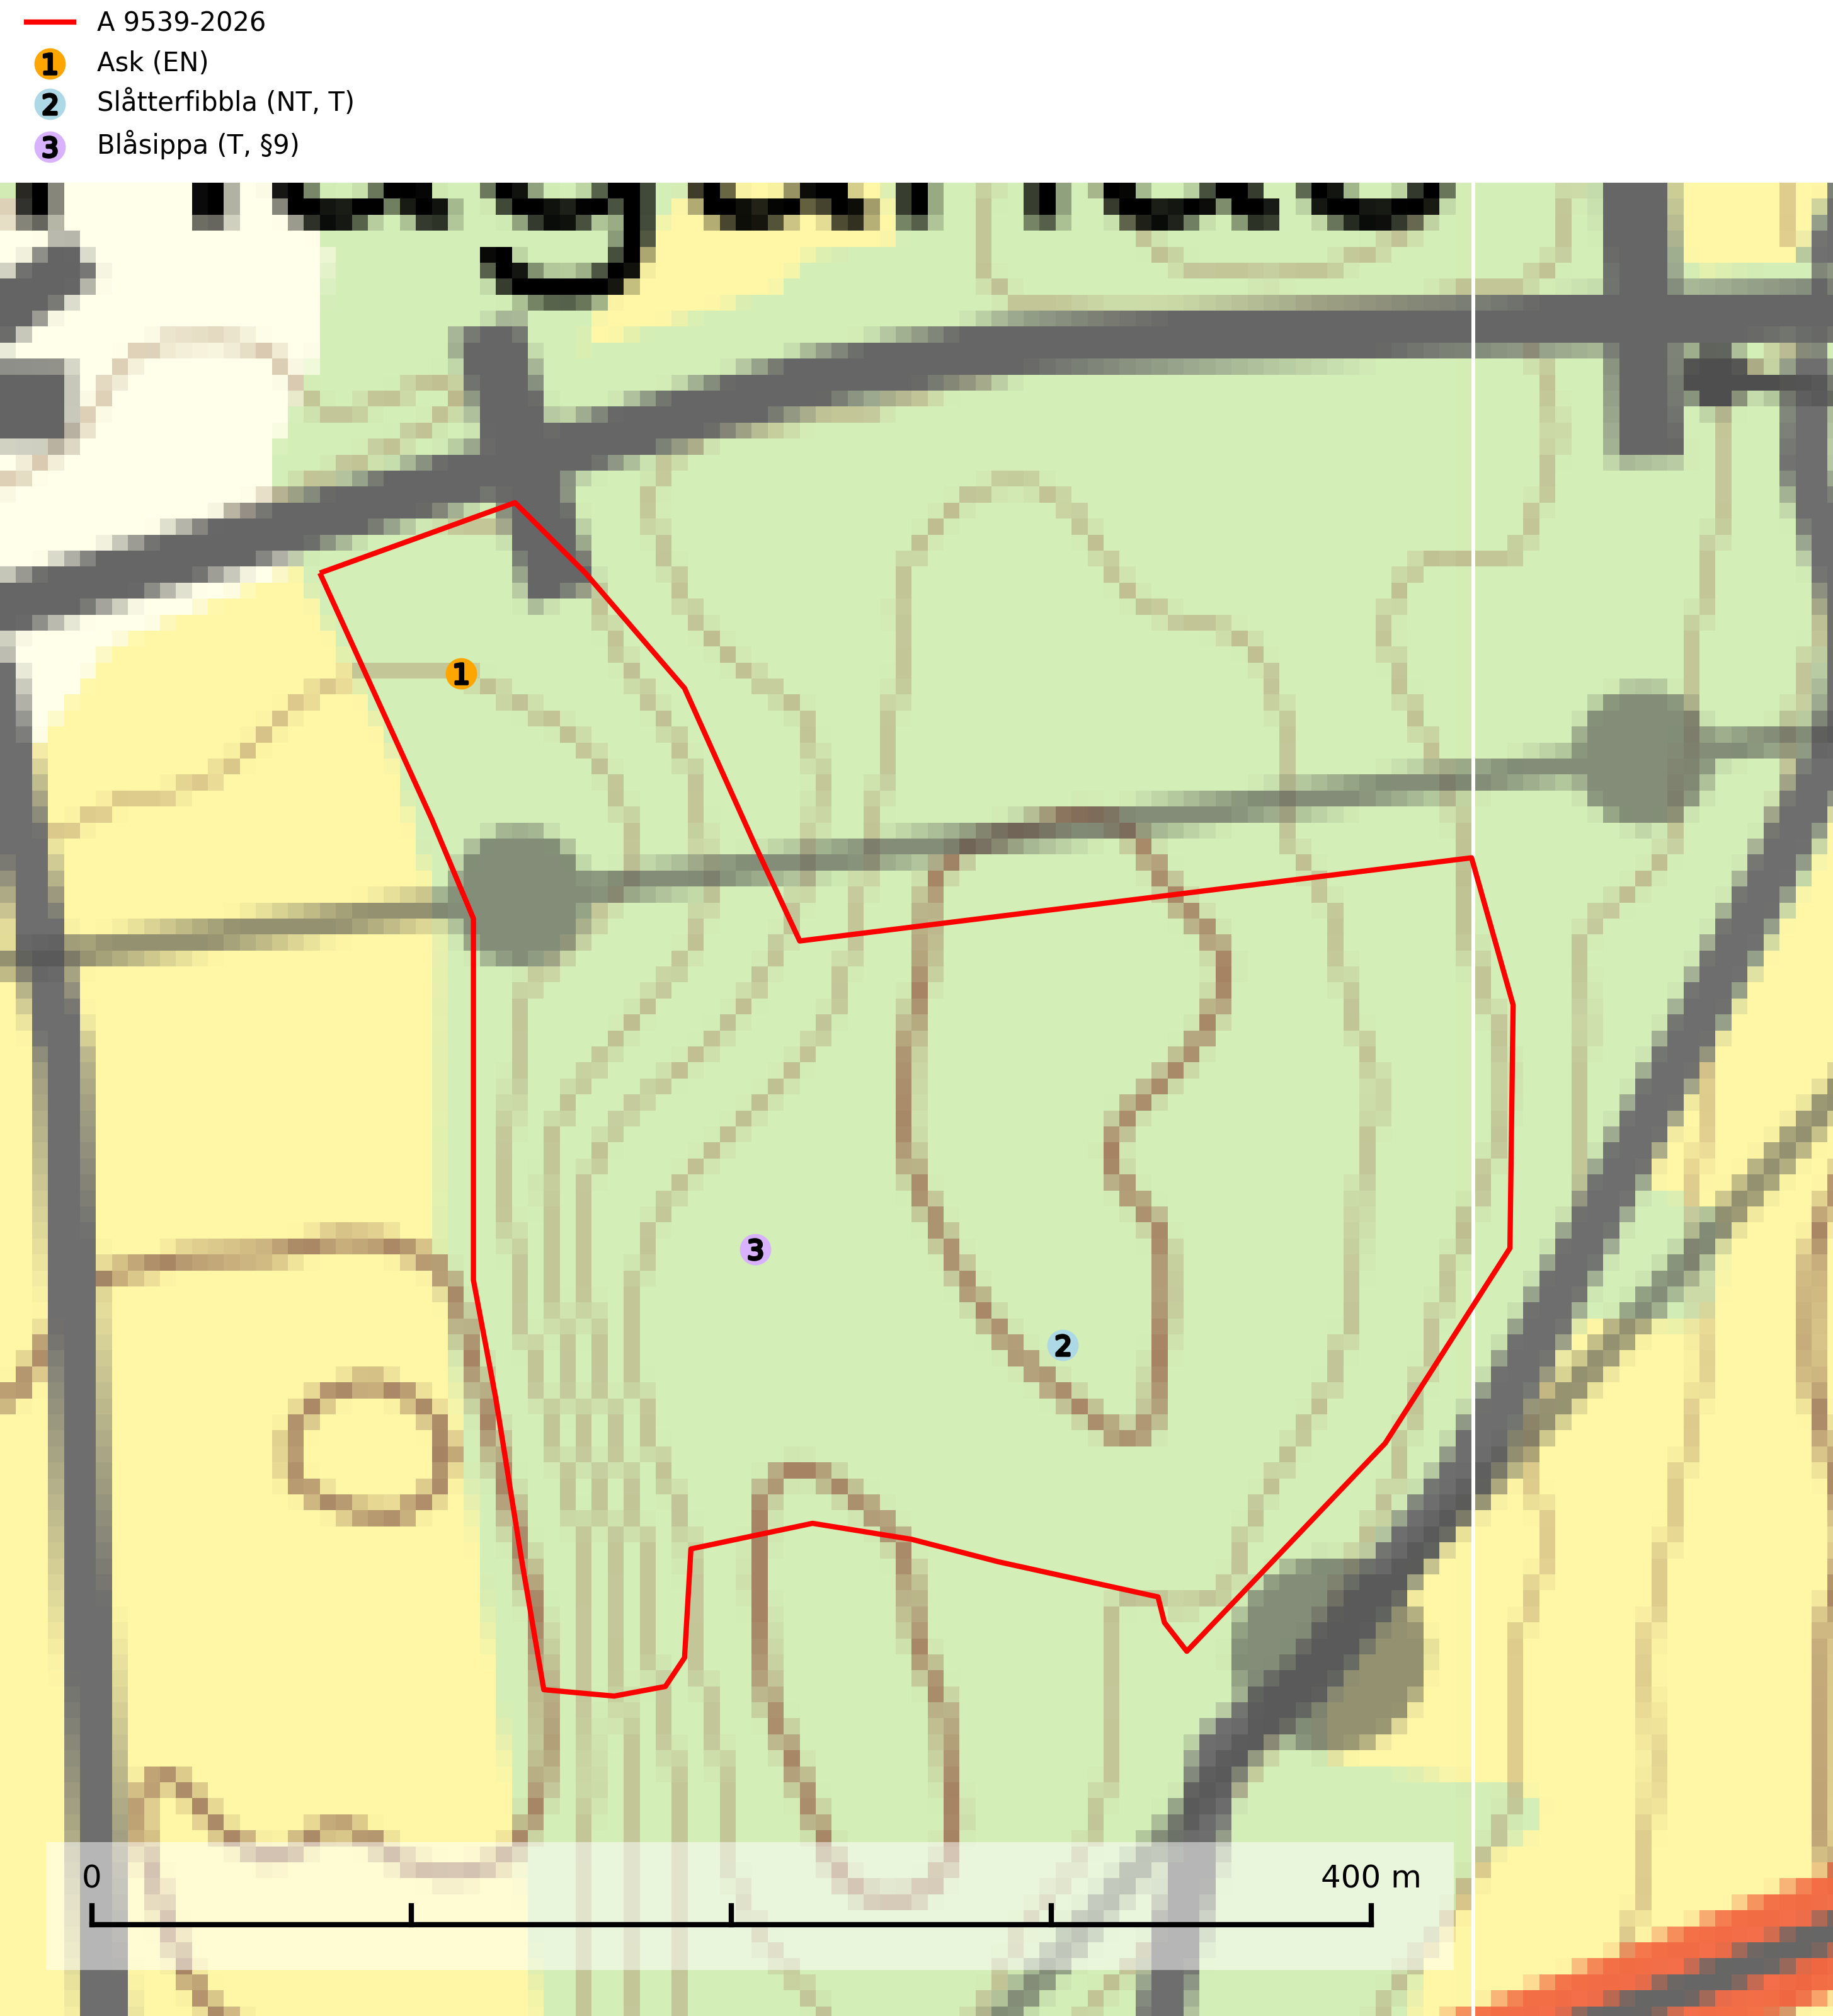 A 9539-2026
1 Ask (EN)
2 Slåtterfibbla (NT, T)
3 Blåsippa (T, §9)
1
3
2
0 400 m